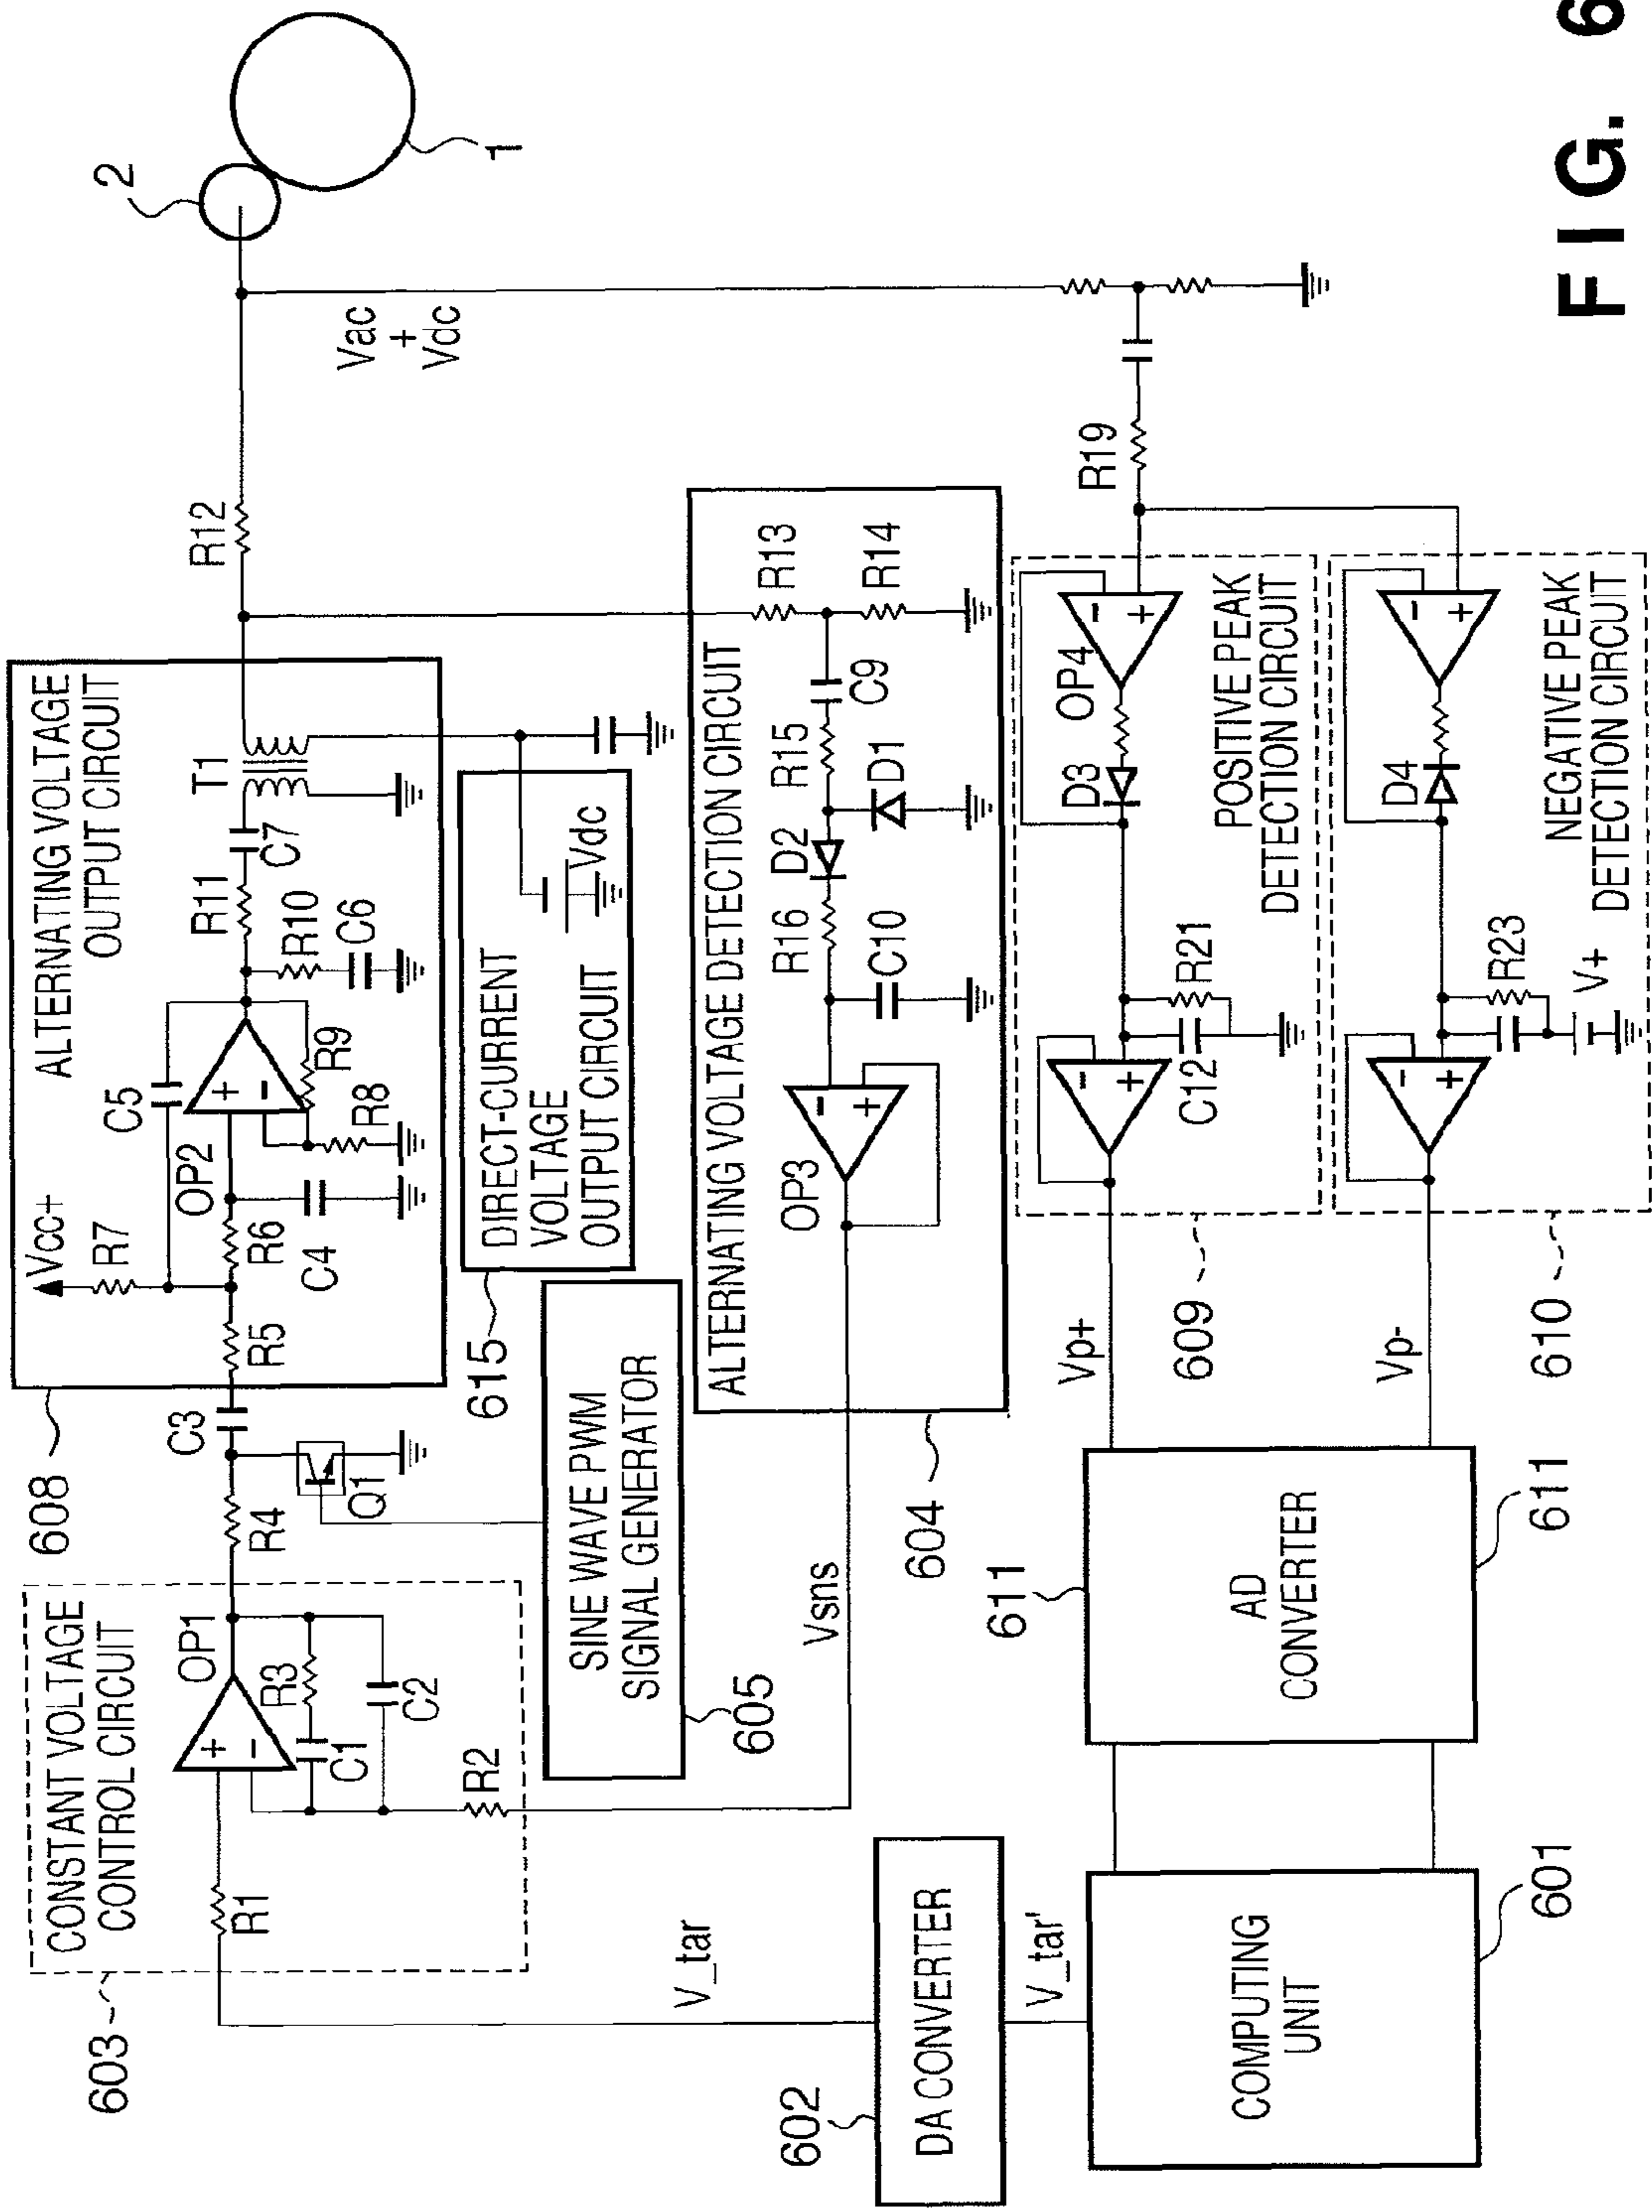 FIG. 6
608
ALTERNATING VOLTAGE
OUTPUT CIRCUIT
Vcc+
R7
C5
OP2
R5
R6
C4
R8
R9
R10
C6
R11
C7
T1
R12
2
1
Vac
+
Vdc
603
CONSTANT VOLTAGE
CONTROL CIRCUIT
R1
OP1
R3
C1
C2
R2
R4
C3
Q1
605
SINE WAVE PWM
SIGNAL GENERATOR
615
DIRECT-CURRENT
VOLTAGE
OUTPUT CIRCUIT
Vdc
604
ALTERNATING VOLTAGE DETECTION CIRCUIT
R13
R14
C9
R15
D1
D2
R16
C10
OP3
Vsns
R19
609
POSITIVE PEAK
DETECTION CIRCUIT
OP4
D3
R21
C12
Vp+
610
NEGATIVE PEAK
DETECTION CIRCUIT
D4
R23
V+
Vp-
611
AD
CONVERTER
611
602
DA CONVERTER
V_tar
V_tar'
COMPUTING
UNIT
601
+
-
+
-
-
+
-
+
-
+
-
+
-
+